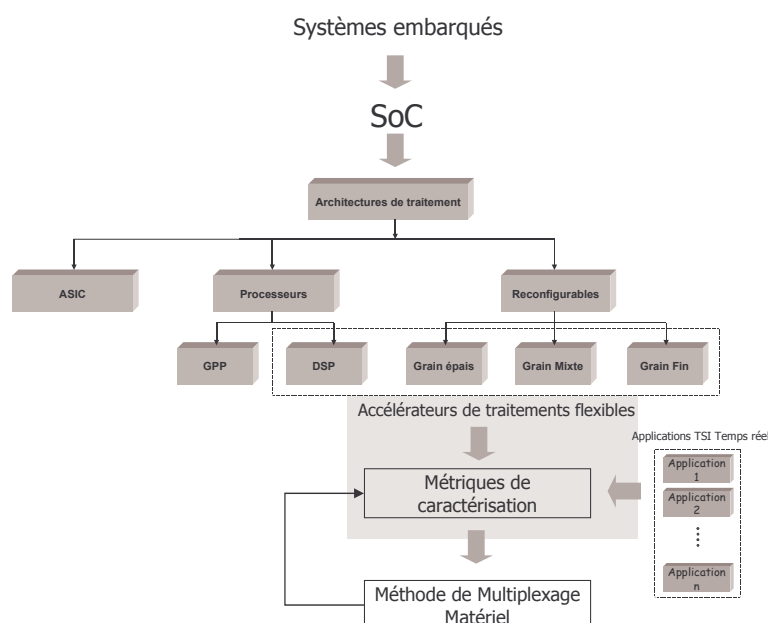 Systèmes embarqués
SoC
Architectures de traitement
ASIC
Processeurs
Reconfigurables
GPP
DSP
Grain épais
Grain Mixte
Grain Fin
Accélérateurs de traitements flexibles
Applications TSI Temps réel
Métriques de
caractérisation
Application
1
Application
2
Application
n
Méthode de Multiplexage
Matériel